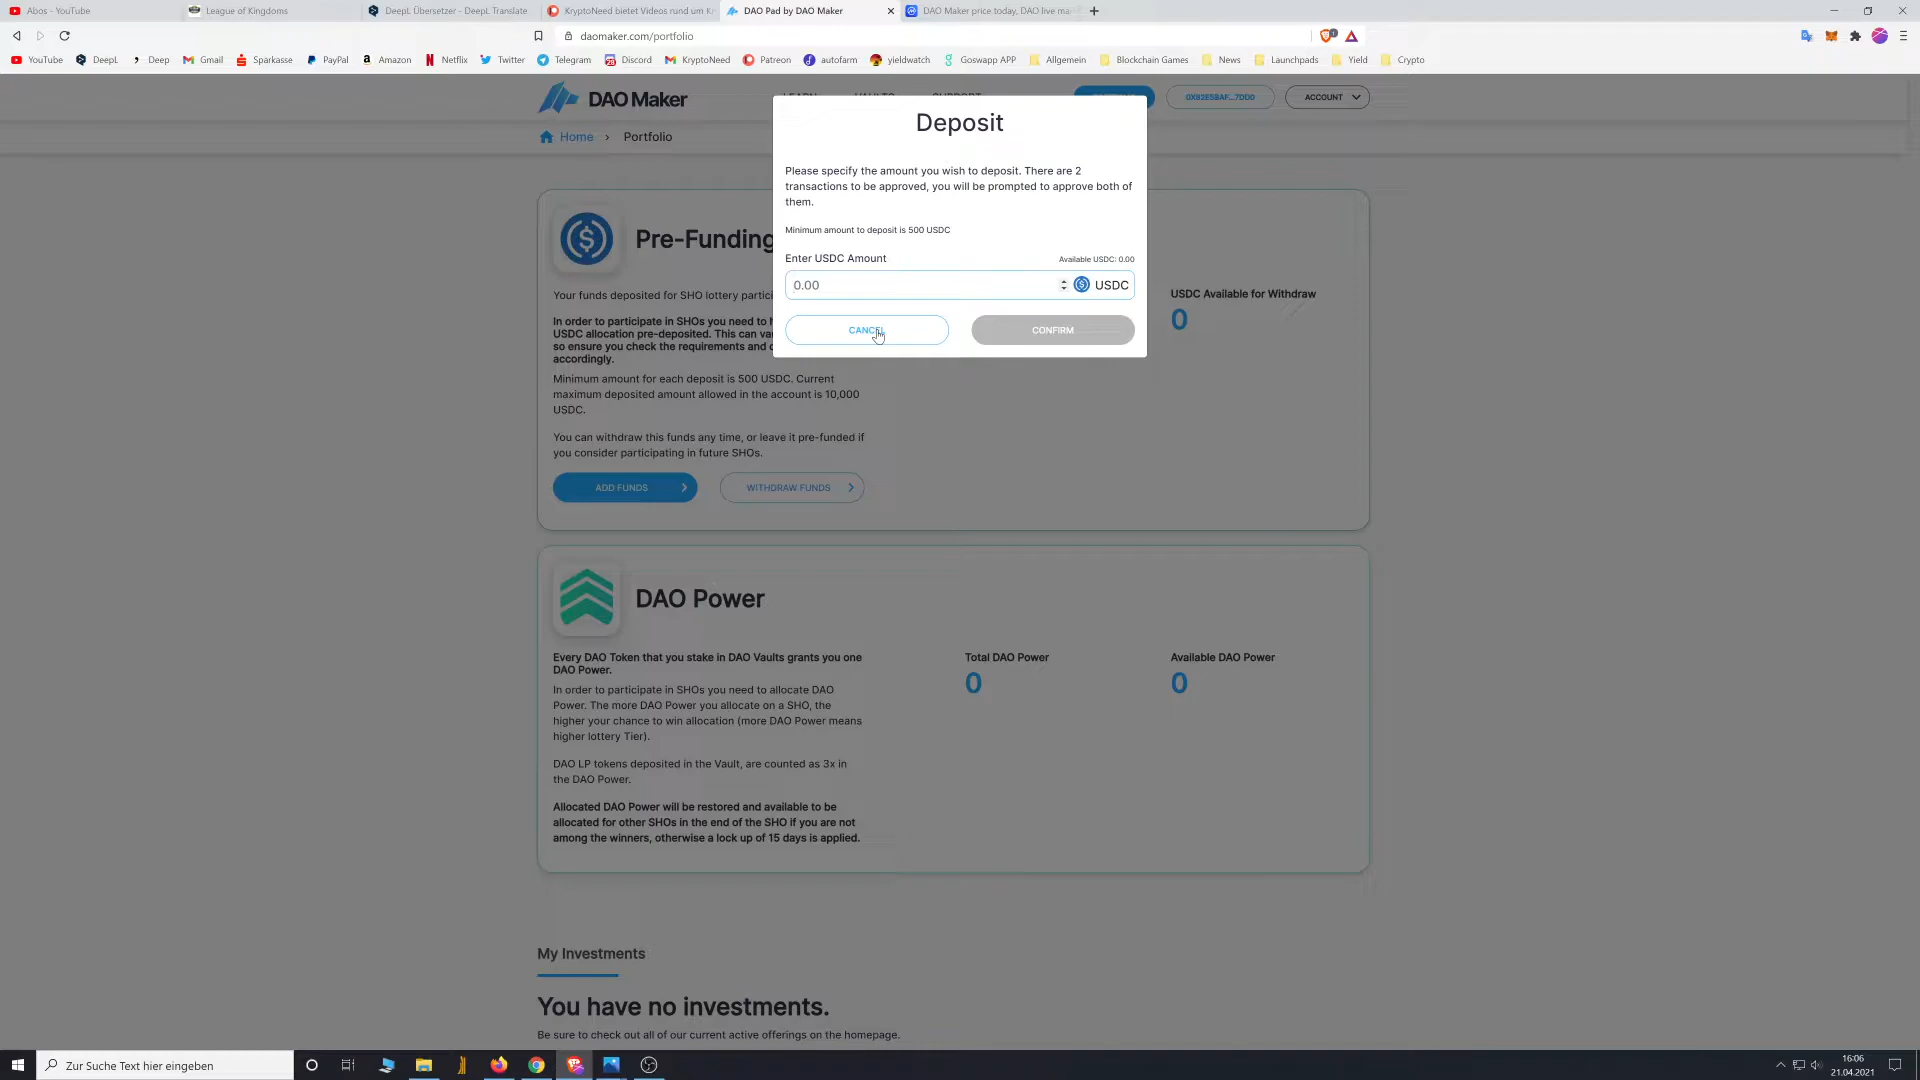 Abos - YouTube
League of Kingdoms
DeepL Übersetzer - DeepL Translate
KryptoNeed bietet Videos rund um Kr
DAO Pad by DAO Maker
DAO Maker price today, DAO live ma
daomaker.com/portfolio
YouTube
DeepL
Deep
Gmail
Sparkasse
PayPal
Amazon
Netflix
Twitter
Telegram
Discord
KryptoNeed
Patreon
autofarm
yieldwatch
Goswapp APP
Allgemein
Blockchain Games
News
Launchpads
Yield
Crypto
DAO Maker
ACCOUNT
Home › Portfolio
Deposit
Please specify the amount you wish to deposit. There are 2
transactions to be approved, you will be prompted to approve both of
them.
Minimum amount to deposit is 500 USDC
Enter USDC Amount
Available USDC: 0.00
0.00
USDC
CANCEL
CONFIRM
Pre-Funding
Your funds deposited for SHO lottery partici
In order to participate in SHOs you need to h
USDC allocation pre-deposited. This can va
so ensure you check the requirements and
accordingly.
Minimum amount for each deposit is 500 USDC. Current
maximum deposited amount allowed in the account is 10,000
USDC.
You can withdraw this funds any time, or leave it pre-funded if
you consider participating in future SHOs.
ADD FUNDS
WITHDRAW FUNDS
USDC Available for Withdraw
0
DAO Power
Every DAO Token that you stake in DAO Vaults grants you one
DAO Power.
In order to participate in SHOs you need to allocate DAO
Power. The more DAO Power you allocate on a SHO, the
higher your chance to win allocation (more DAO Power means
higher lottery Tier).
DAO LP tokens deposited in the Vault, are counted as 3x in
the DAO Power.
Allocated DAO Power will be restored and available to be
allocated for other SHOs in the end of the SHO if you are not
among the winners, otherwise a lock up of 15 days is applied.
Total DAO Power
0
Available DAO Power
0
My Investments
You have no investments.
Be sure to check out all of our current active offerings on the homepage.
Zur Suche Text hier eingeben
16:06
21.04.2021